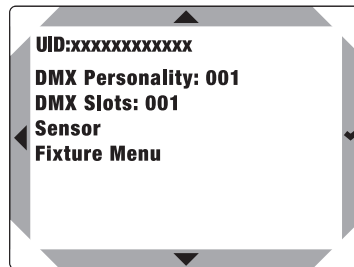 UID:xxxxxxxxxxxx
DMX Personality: 001
DMX Slots: 001
Sensor
Fixture Menu